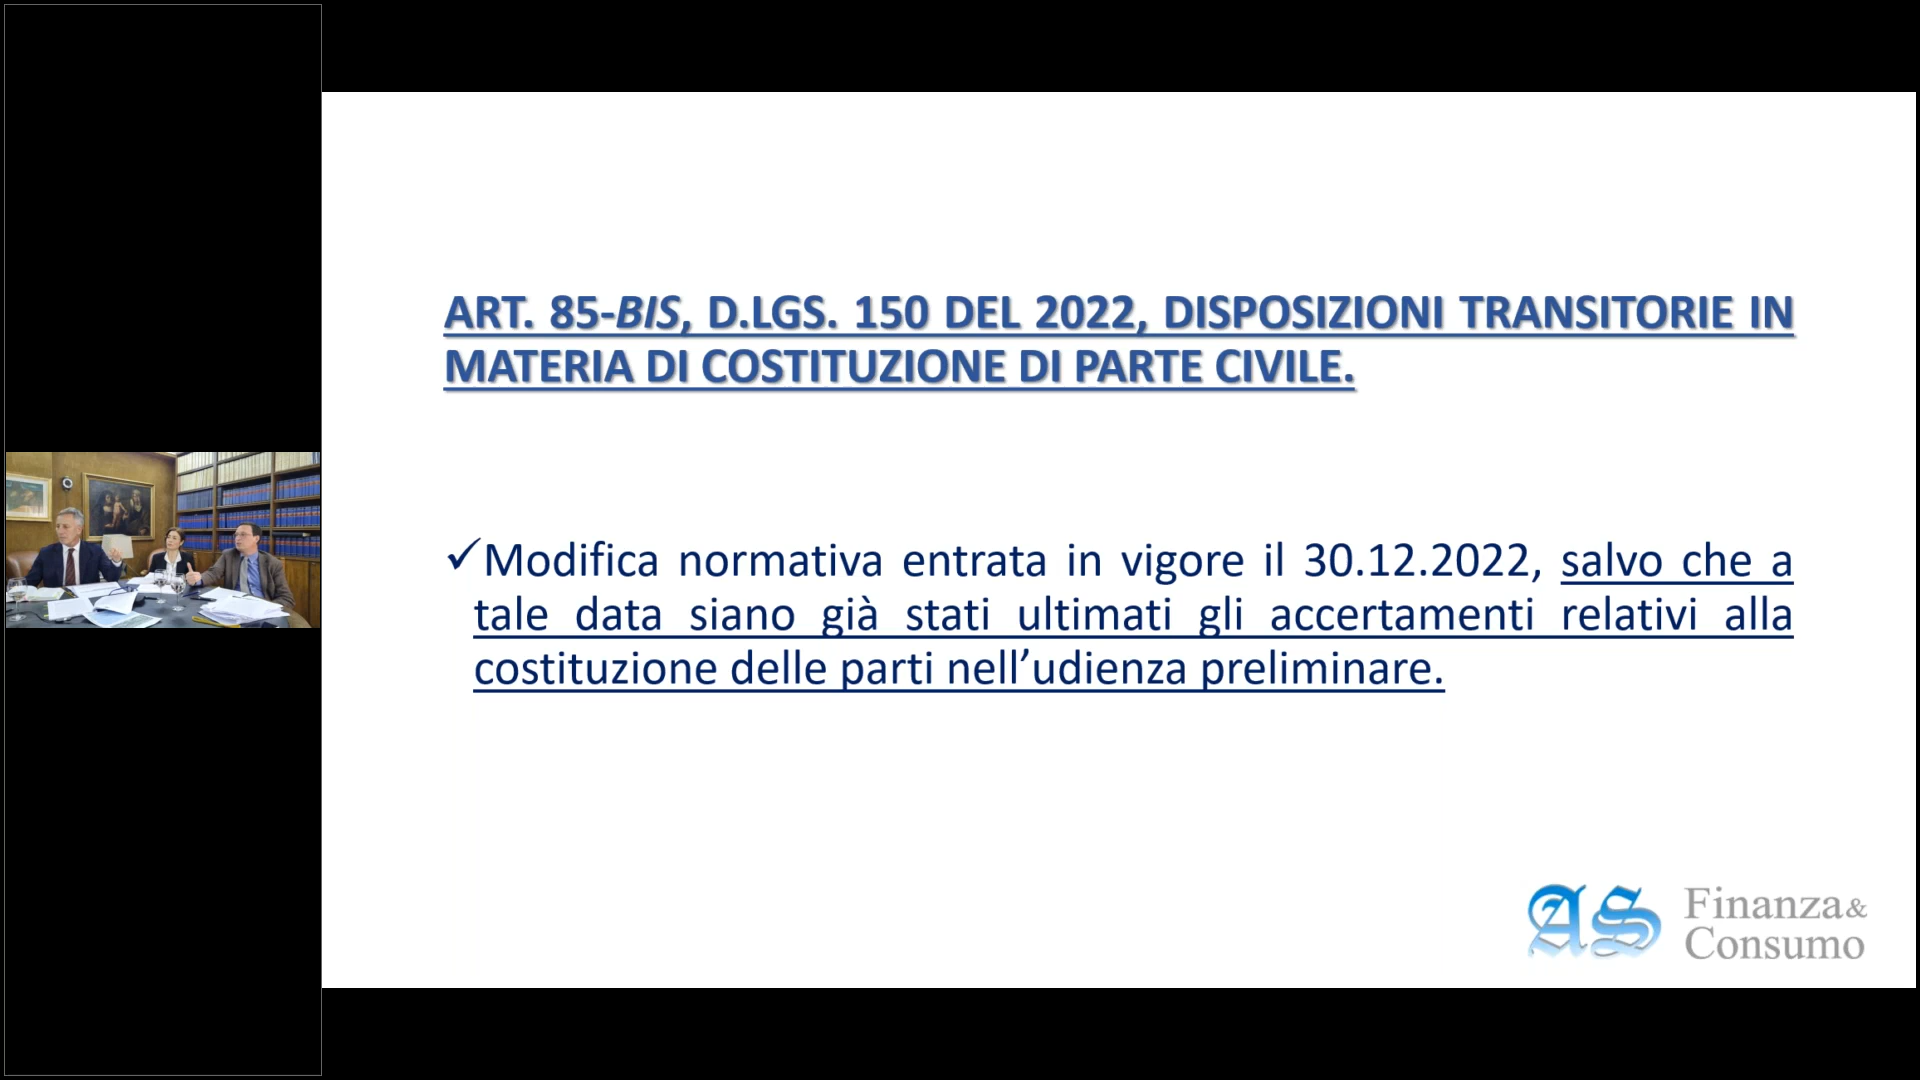 ART. 85-BIS, D.LGS. 150 DEL 2022, DISPOSIZIONI TRANSITORIE IN
MATERIA DI COSTITUZIONE DI PARTE CIVILE.
✓Modifica normativa entrata in vigore il 30.12.2022, salvo che a
tale data siano già stati ultimati gli accertamenti relativi alla
costituzione delle parti nell’udienza preliminare.
AS Finanza&
Consumo